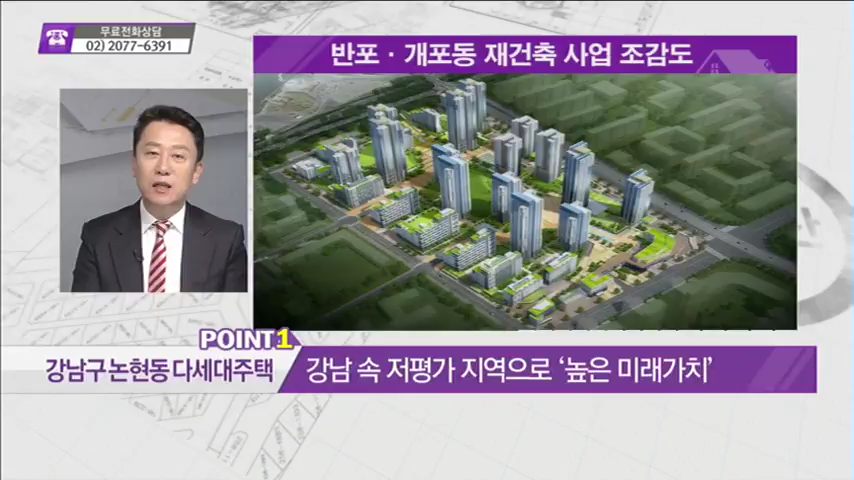 무료전화상담
02) 2077-6391
반포 · 개포동 재건축 사업 조감도
POINT1
강남구 논현동 다세대주택
강남 속 저평가 지역으로 ‘높은 미래가치’